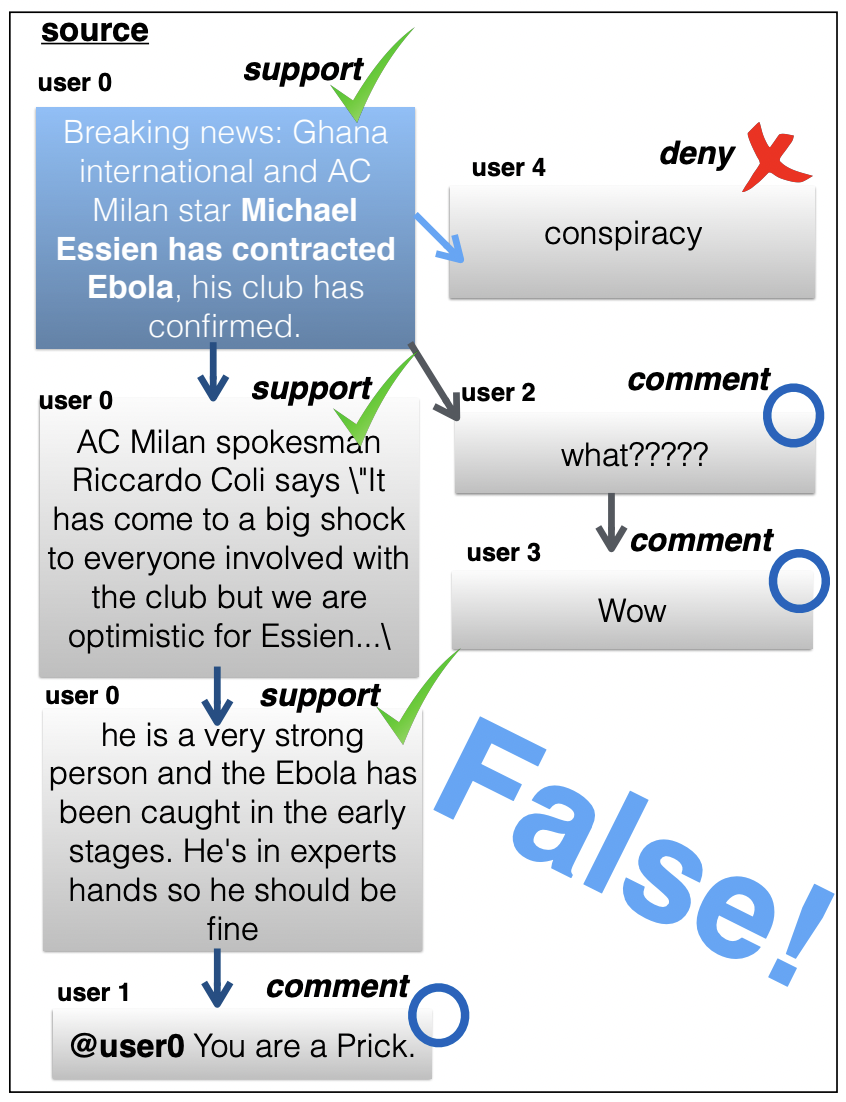 source
user 0
support
Breaking news: Ghana
international and AC
Milan star Michael
Essien has contracted
Ebola, his club has
confirmed.
user 4
deny
conspiracy
user 0
support
AC Milan spokesman
Riccardo Coli says \"It
has come to a big shock
to everyone involved with
the club but we are
optimistic for Essien...\
user 2
comment
what?????
user 3
comment
Wow
user 0
support
he is a very strong
person and the Ebola has
been caught in the early
stages. He's in experts
hands so he should be
fine
False!
user 1
comment
@user0 You are a Prick.